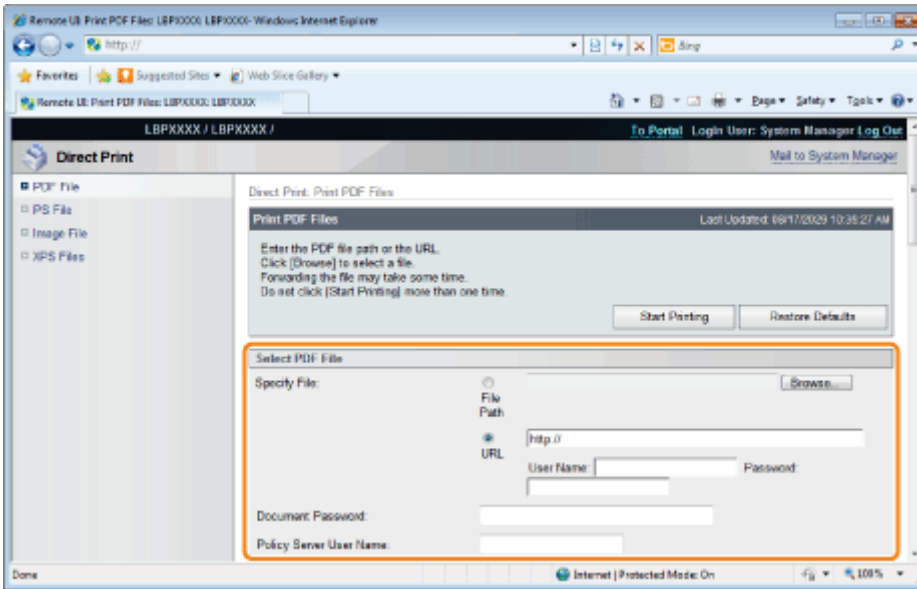 Remote UI: Print PDF Files: LBPXXXX; LBPXXXX- Windows Internet Explorer
http://
Bing
Favorites Suggested Sites Web Slice Gallery
Remote UI: Print PDF Files: LBPXXXX: LBPXXXX
Page Safety Tools
LBPXXXX / LBPXXXX /
To Portal Login User: System Manager Log Out
Direct Print
Mail to System Manager
PDF File
PS File
Image File
XPS Files
Direct Print: Print PDF Files
Print PDF Files
Last Updated: 08/17/2029 10:35:27 AM
Enter the PDF file path or the URL.
Click [Browse] to select a file.
Forwarding the file may take some time.
Do not click [Start Printing] more than one time.
Start Printing Restore Defaults
Select PDF File
Specify File:
File Path
Browse...
URL
http://
User Name: Password:
Document Password:
Policy Server User Name:
Done
Internet | Protected Mode: On
100%